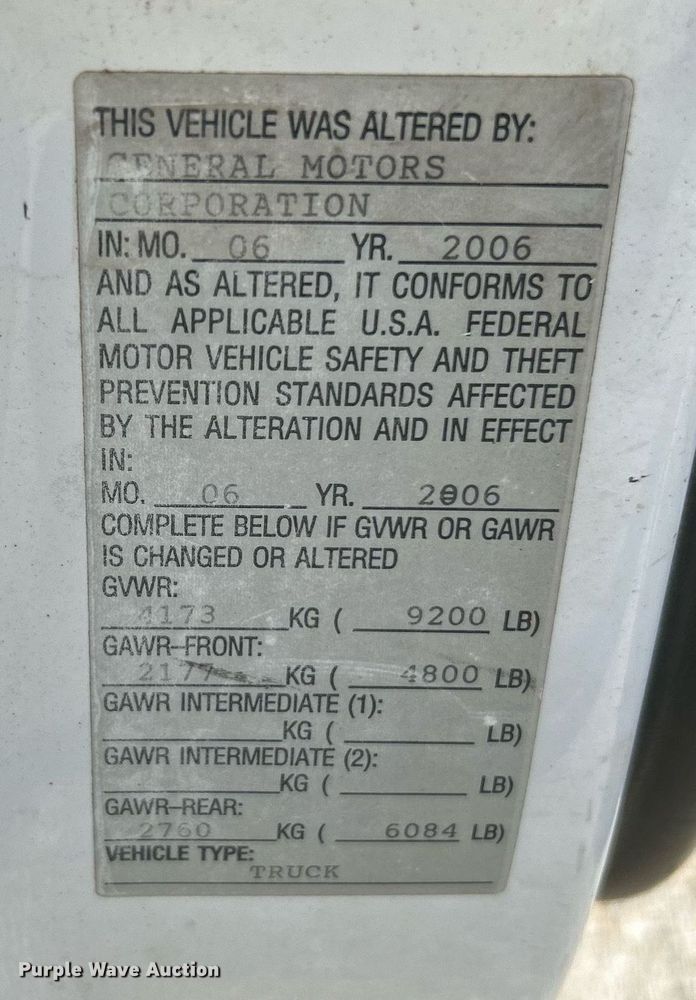 THIS VEHICLE WAS ALTERED BY:
GENERAL MOTORS
CORPORATION
IN: MO. 06 YR. 2006
AND AS ALTERED, IT CONFORMS TO
ALL APPLICABLE U.S.A. FEDERAL
MOTOR VEHICLE SAFETY AND THEFT
PREVENTION STANDARDS AFFECTED
BY THE ALTERATION AND IN EFFECT
IN:
MO. 06 YR. 2006
COMPLETE BELOW IF GVWR OR GAWR
IS CHANGED OR ALTERED
GVWR:
4173 KG ( 9200 LB)
GAWR-FRONT:
2177 KG ( 4800 LB)
GAWR INTERMEDIATE (1):
KG ( LB)
GAWR INTERMEDIATE (2):
KG ( LB)
GAWR-REAR:
2760 KG ( 6084 LB)
VEHICLE TYPE:
TRUCK
Purple Wave Auction